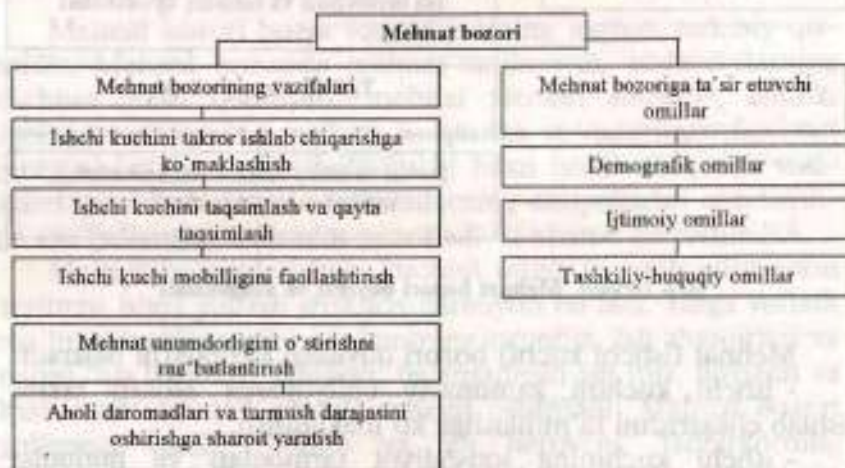 Mehnat bozori
Mehnat bozorining vazifalari
Ishchi kuchini takror ishlab chiqarishga
ko‘maklashish
Ishchi kuchini taqsimlash va qayta
taqsimlash
Ishchi kuchi mobilligini faollashtirish
Mehnat unumdorligini o‘stirishni
rag‘batlantirish
Aholi daromadlari va turmush darajasini
oshirishga sharoit yaratish
Mehnat bozoriga ta’sir etuvchi
omillar
Demografik omillar
Ijtimoiy omillar
Tashkiliy-huquqiy omillar